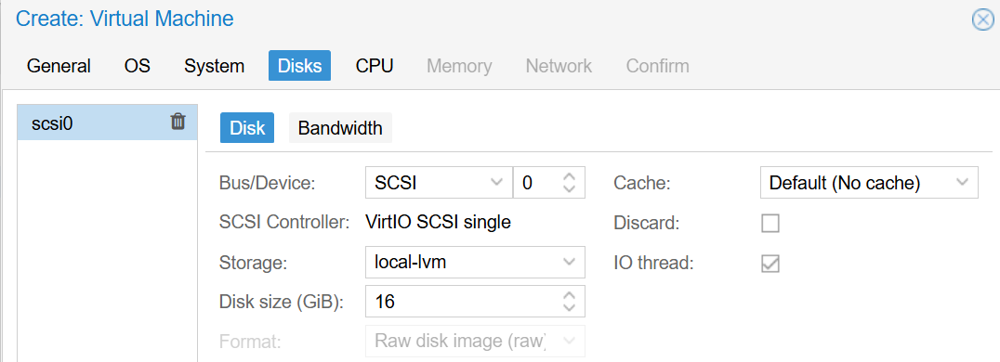 Create: Virtual Machine
General OS System Disks CPU Memory Network Confirm
scsi0
Disk Bandwidth
Bus/Device: SCSI 0 Cache: Default (No cache)
SCSI Controller: VirtIO SCSI single Discard:
Storage: local-lvm IO thread:
Disk size (GiB): 16
Format: Raw disk image (raw)